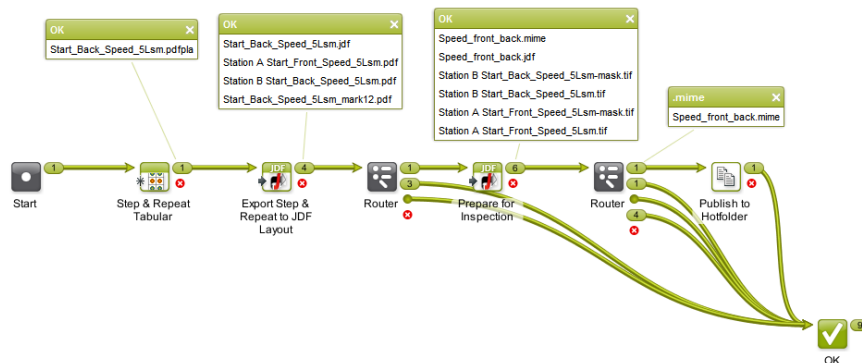 OK
Start_Back_Speed_5Lsm.pdfpla
OK
Start_Back_Speed_5Lsm.jdf
Station A Start_Front_Speed_5Lsm.pdf
Station B Start_Back_Speed_5Lsm.pdf
Start_Back_Speed_5Lsm_mark12.pdf
OK
Speed_front_back.mime
Speed_front_back.jdf
Station B Start_Back_Speed_5Lsm-mask.tif
Station B Start_Back_Speed_5Lsm.tif
Station A Start_Front_Speed_5Lsm-mask.tif
Station A Start_Front_Speed_5Lsm.tif
.mime
Speed_front_back.mime
1
Start
1
Step & Repeat
Tabular
JDF
4
Export Step &
Repeat to JDF
Layout
1
3
Router
JDF
6
Prepare for
Inspection
1
1
4
Router
1
Publish to
Hotfolder
9
OK